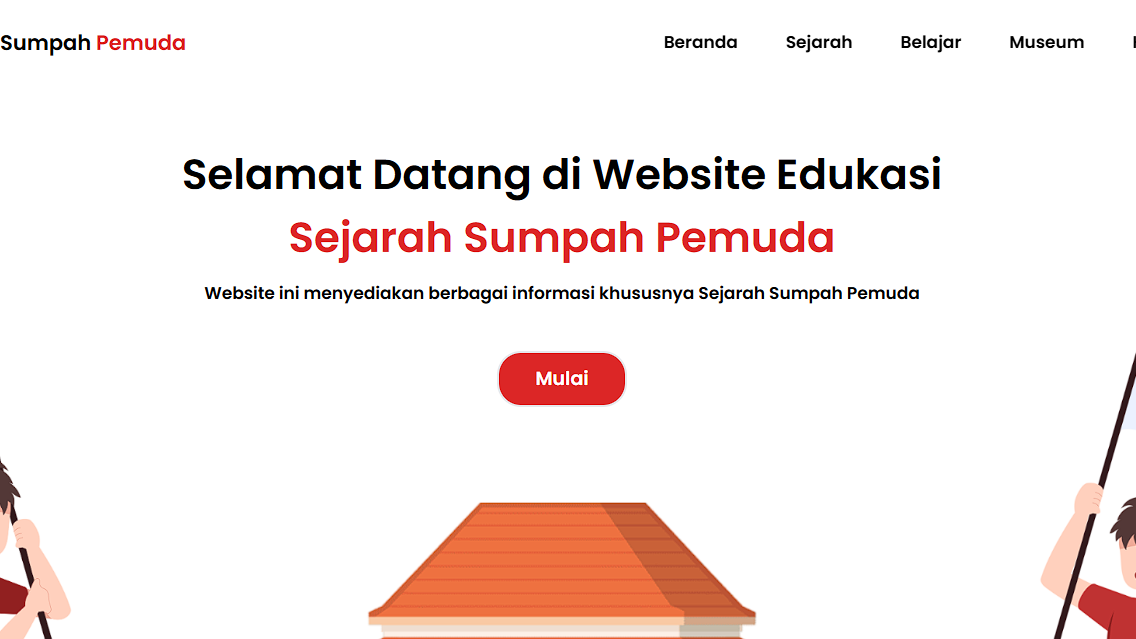 Sumpah Pemuda
Beranda Sejarah Belajar Museum
Selamat Datang di Website Edukasi
Sejarah Sumpah Pemuda
Website ini menyediakan berbagai informasi khususnya Sejarah Sumpah Pemuda
Mulai